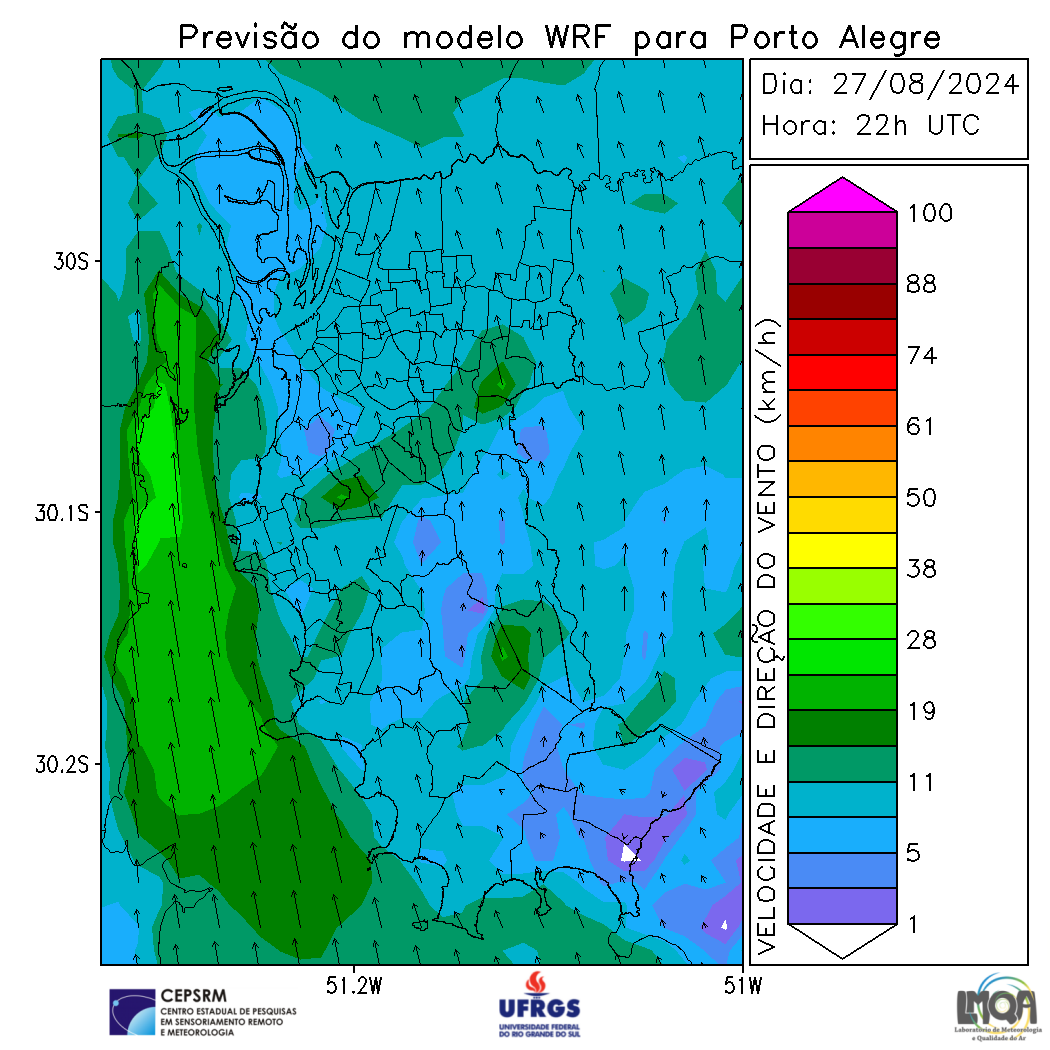 Previsão do modelo WRF para Porto Alegre
Dia: 27/08/2024
Hora: 22h UTC
30S
30.1S
30.2S
51.2W
51W
VELOCIDADE E DIREÇÃO DO VENTO (km/h)
100
88
74
61
50
38
28
19
11
5
1
CEPSRM
CENTRO ESTADUAL DE PESQUISAS
EM SENSORIAMENTO REMOTO
E METEOROLOGIA
UFRGS
UNIVERSIDADE FEDERAL
DO RIO GRANDE DO SUL
LMQA
Laboratório de Meteorologia
e Qualidade do Ar